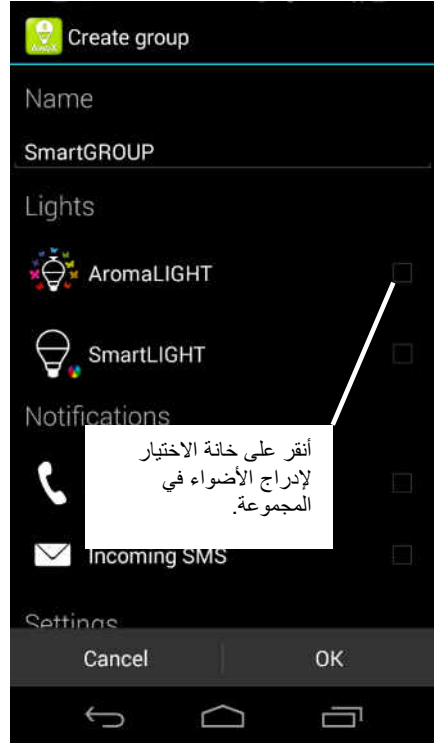 Create group
Name
SmartGROUP
Lights
AromaLIGHT
SmartLIGHT
Notifications
أنقر على خانة الاختيار
لإدراج الأضواء في
المجموعة.
Incoming SMS
Settings
Cancel
OK